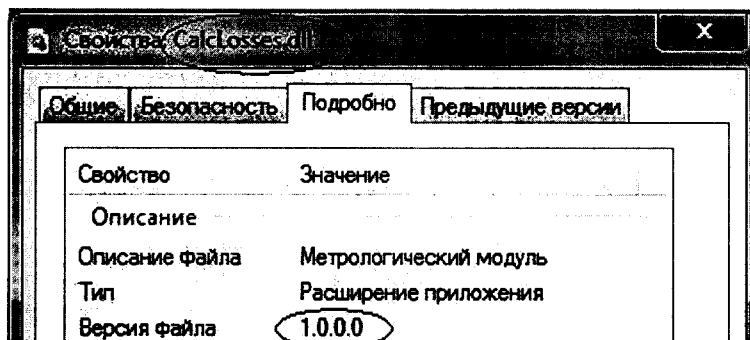 Свойства: CalcLosses.dll
Общие Безопасность Подробно Предыдущие версии
Свойство Значение
Описание
Описание файла Метрологический модуль
Тип Расширение приложения
Версия файла 1.0.0.0